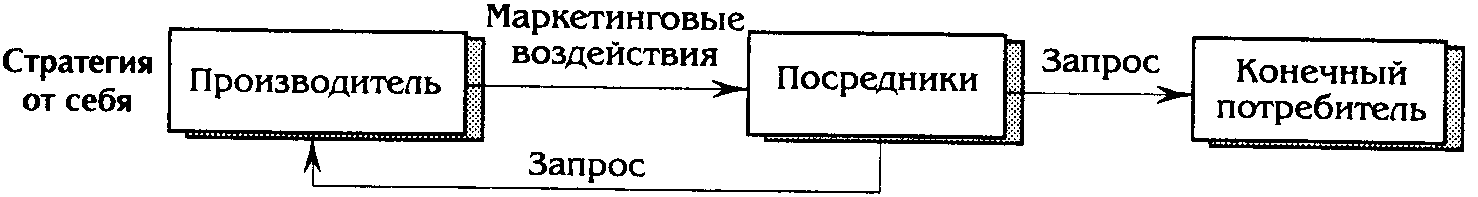 Стратегия
от себя
Производитель
Маркетинговые
воздействия
Посредники
Запрос
Конечный
потребитель
Запрос